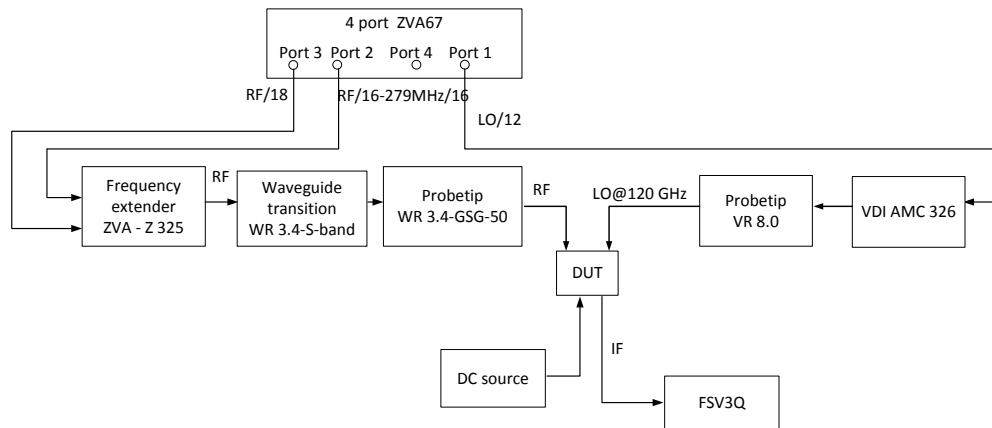 4 port ZVA67
Port 3 Port 2 Port 4 Port 1
RF/18
RF/16-279MHz/16
LO/12
Frequency
extender
ZVA - Z 325
RF
Waveguide
transition
WR 3.4-S-band
Probetip
WR 3.4-GSG-50
RF
LO@120 GHz
Probetip
VR 8.0
VDI AMC 326
DUT
IF
DC source
FSV3Q